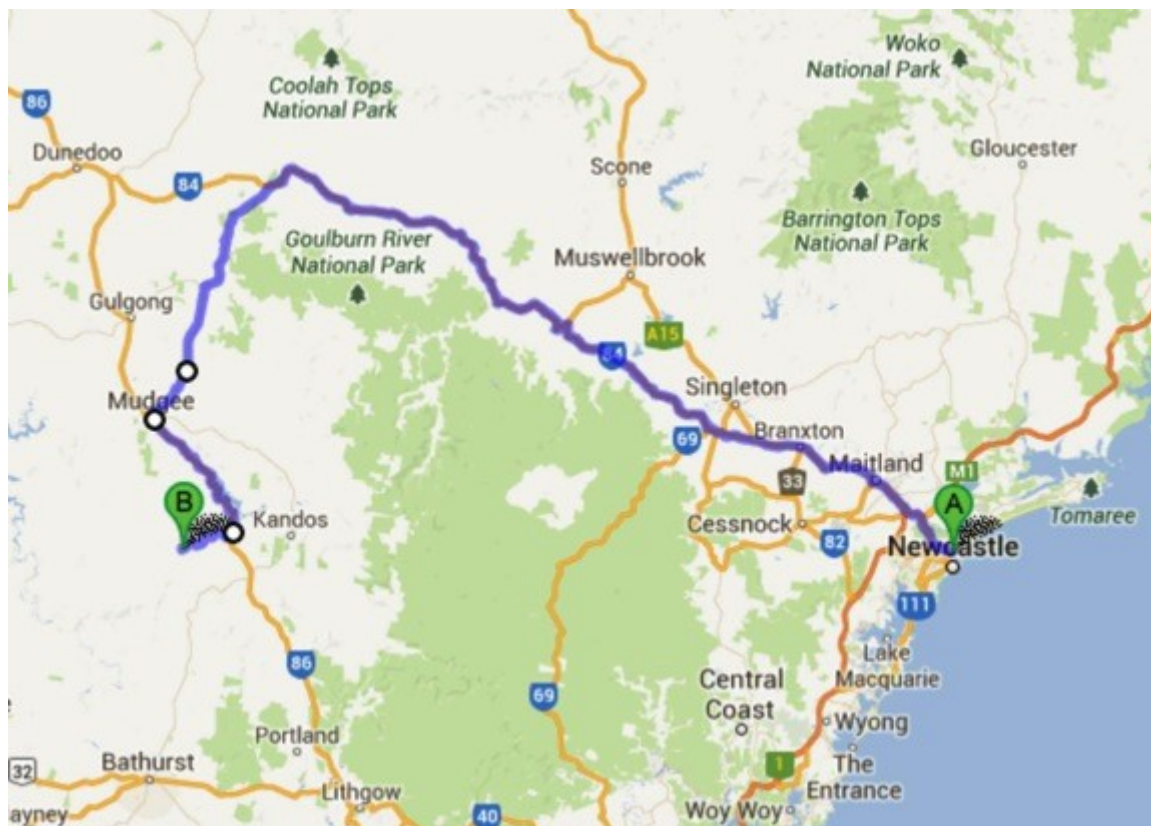 Woko
National Park
Coolah Tops
National Park
86
Dunedoo
Gloucester
Scone
84
Barrington Tops
National Park
Goulburn River
National Park
Muswellbrook
Gulgong
A15
84
Mudgee
Singleton
69
Branxton
Maitland
M1
33
B
A
Kandos
Cessnock
Tomaree
82
Newcastle
111
86
Lake
Macquarie
69
Central
Coast
Portland
Wyong
32
Bathurst
1
The
Entrance
Lithgow
ayney
40
Woy Woy